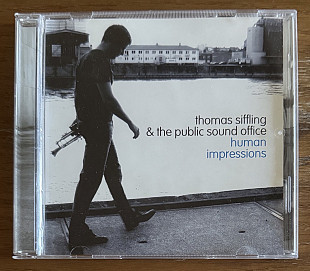 thomas siffling
& the public sound office
human
impressions